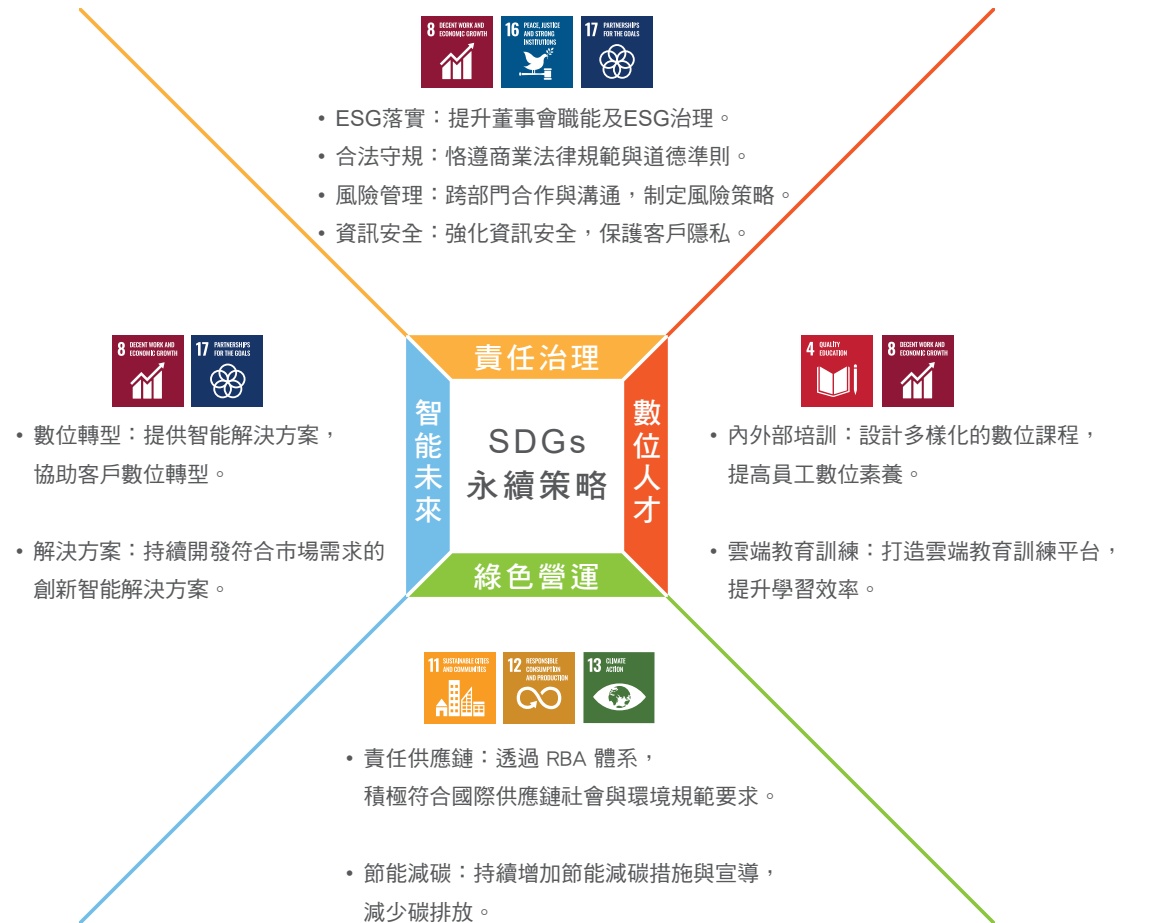 8 DECENT WORK AND
ECONOMIC GROWTH
16 PEACE, JUSTICE
AND STRONG
INSTITUTIONS
17 PARTNERSHIPS
FOR THE GOALS
• ESG落實：提升董事會職能及ESG治理。
• 合法守規：恪遵商業法律規範與道德準則。
• 風險管理：跨部門合作與溝通，制定風險策略。
• 資訊安全：強化資訊安全，保護客戶隱私。
8 DECENT WORK AND
ECONOMIC GROWTH
17 PARTNERSHIPS
FOR THE GOALS
• 數位轉型：提供智能解決方案，
協助客戶數位轉型。
• 解決方案：持續開發符合市場需求的
創新智能解決方案。
責任治理
智能未來
SDGs
永續策略
數位人才
綠色營運
4 QUALITY
EDUCATION
8 DECENT WORK AND
ECONOMIC GROWTH
• 內外部培訓：設計多樣化的數位課程，
提高員工數位素養。
• 雲端教育訓練：打造雲端教育訓練平台，
提升學習效率。
11 SUSTAINABLE CITIES
AND COMMUNITIES
12 RESPONSIBLE
CONSUMPTION
AND PRODUCTION
13 CLIMATE
ACTION
• 責任供應鏈：透過 RBA 體系，
積極符合國際供應鏈社會與環境規範要求。
• 節能減碳：持續增加節能減碳措施與宣導，
減少碳排放。